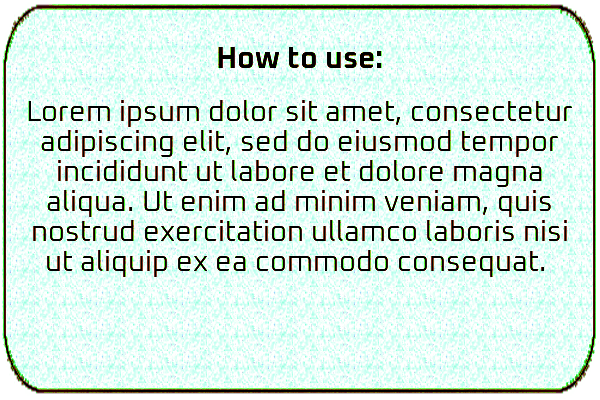 How to use:
Lorem ipsum dolor sit amet, consectetur
adipiscing elit, sed do eiusmod tempor
incididunt ut labore et dolore magna
aliqua. Ut enim ad minim veniam, quis
nostrud exercitation ullamco laboris nisi
ut aliquip ex ea commodo consequat.